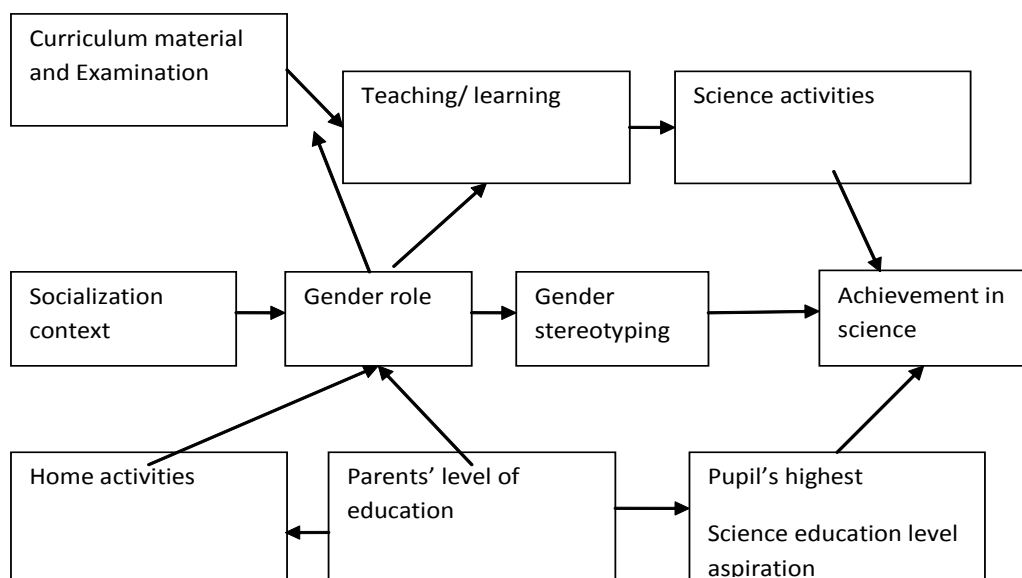 Curriculum material
and Examination
Teaching/ learning
Science activities
Socialization
context
Gender role
Gender
stereotyping
Achievement in
science
Home activities
Parents’ level of
education
Pupil’s highest
Science education level
aspiration